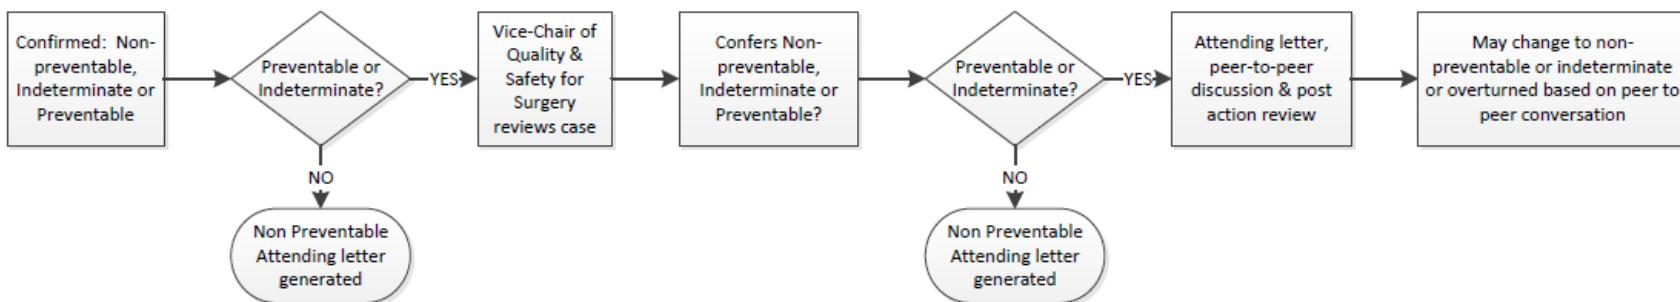 Confirmed: Non-
preventable,
Indeterminate or
Preventable
Preventable or
Indeterminate?
YES
NO
Non Preventable
Attending letter
generated
Vice-Chair of
Quality &
Safety for
Surgery
reviews case
Confers Non-
preventable,
Indeterminate or
Preventable?
Preventable or
Indeterminate?
YES
NO
Non Preventable
Attending letter
generated
Attending letter,
peer-to-peer
discussion & post
action review
May change to non-
preventable or indeterminate
or overturned based on peer to
peer conversation